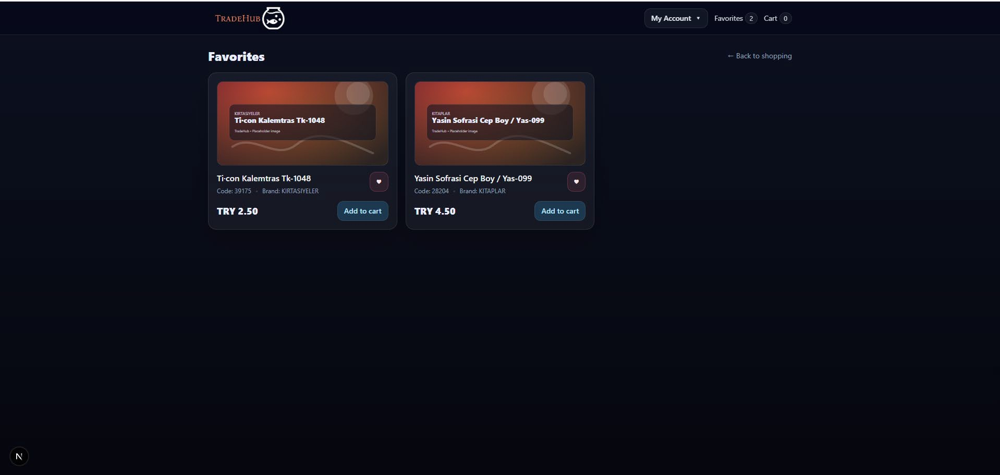 TradeHub
My Account ▼ Favorites 2 Cart 0
Favorites
← Back to shopping
KIRTASIYELER
Ti-con Kalemtras Tk-1048
TradeHub • Placeholder image
Ti-con Kalemtras Tk-1048
Code: 39175 • Brand: KIRTASIYELER
TRY 2.50
Add to cart
KITAPLAR
Yasin Sofrasi Cep Boy / Yas-099
TradeHub • Placeholder image
Yasin Sofrasi Cep Boy / Yas-099
Code: 28204 • Brand: KITAPLAR
TRY 4.50
Add to cart
N